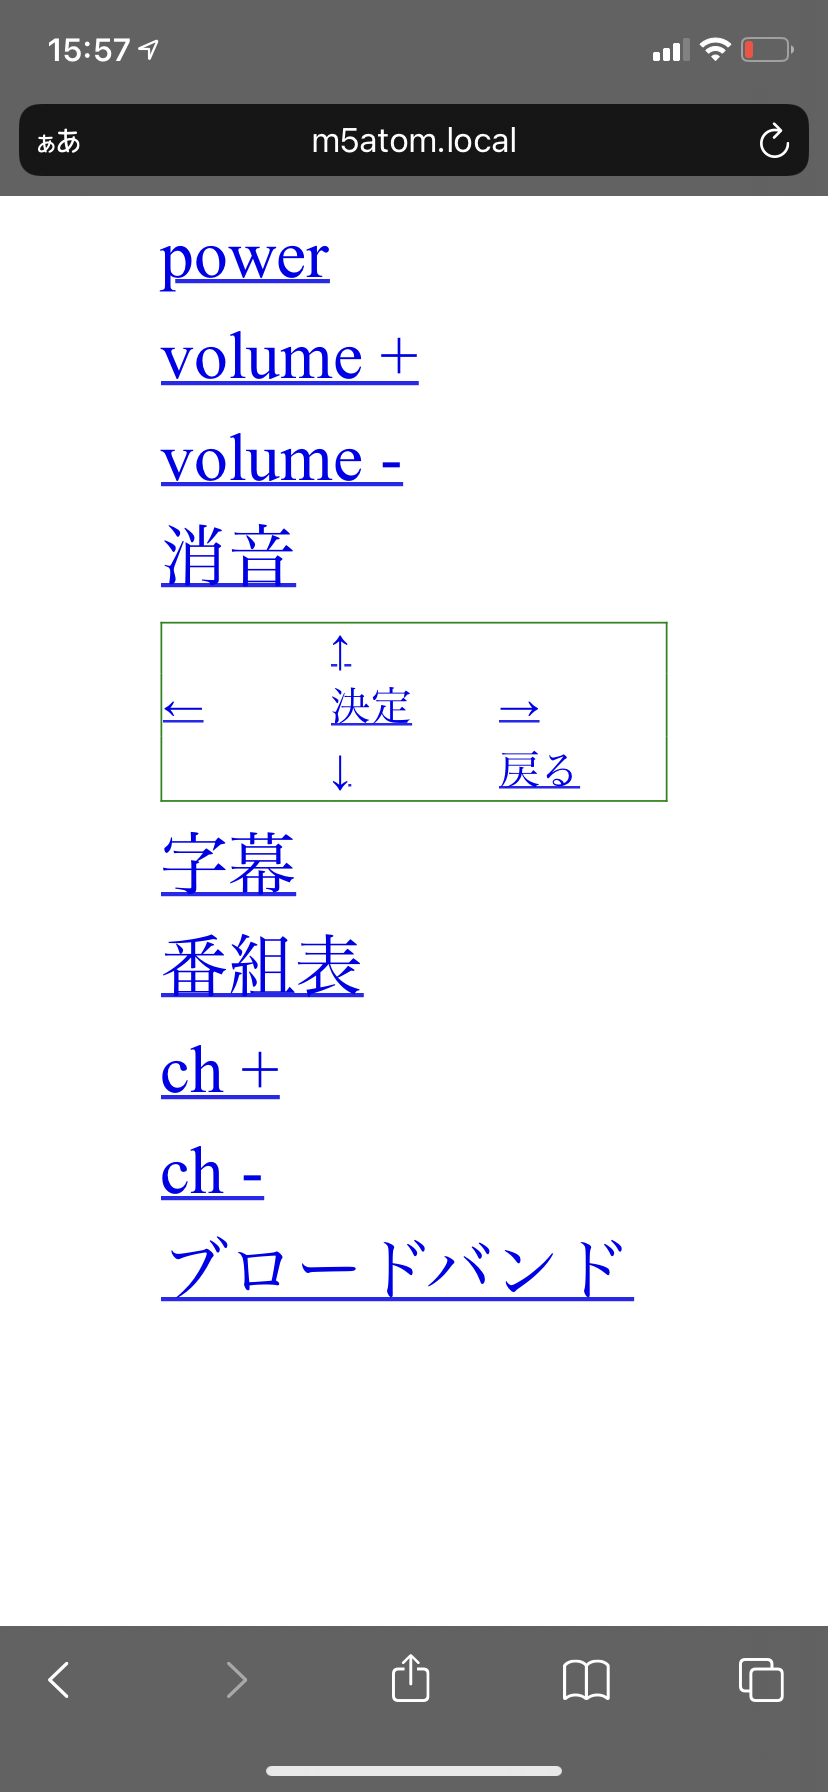 15:57
ぁあ m5atom.local
power
volume +
volume -
消音
↑
← 決定 →
↓ 戻る
字幕
番組表
ch +
ch -
ブロードバンド